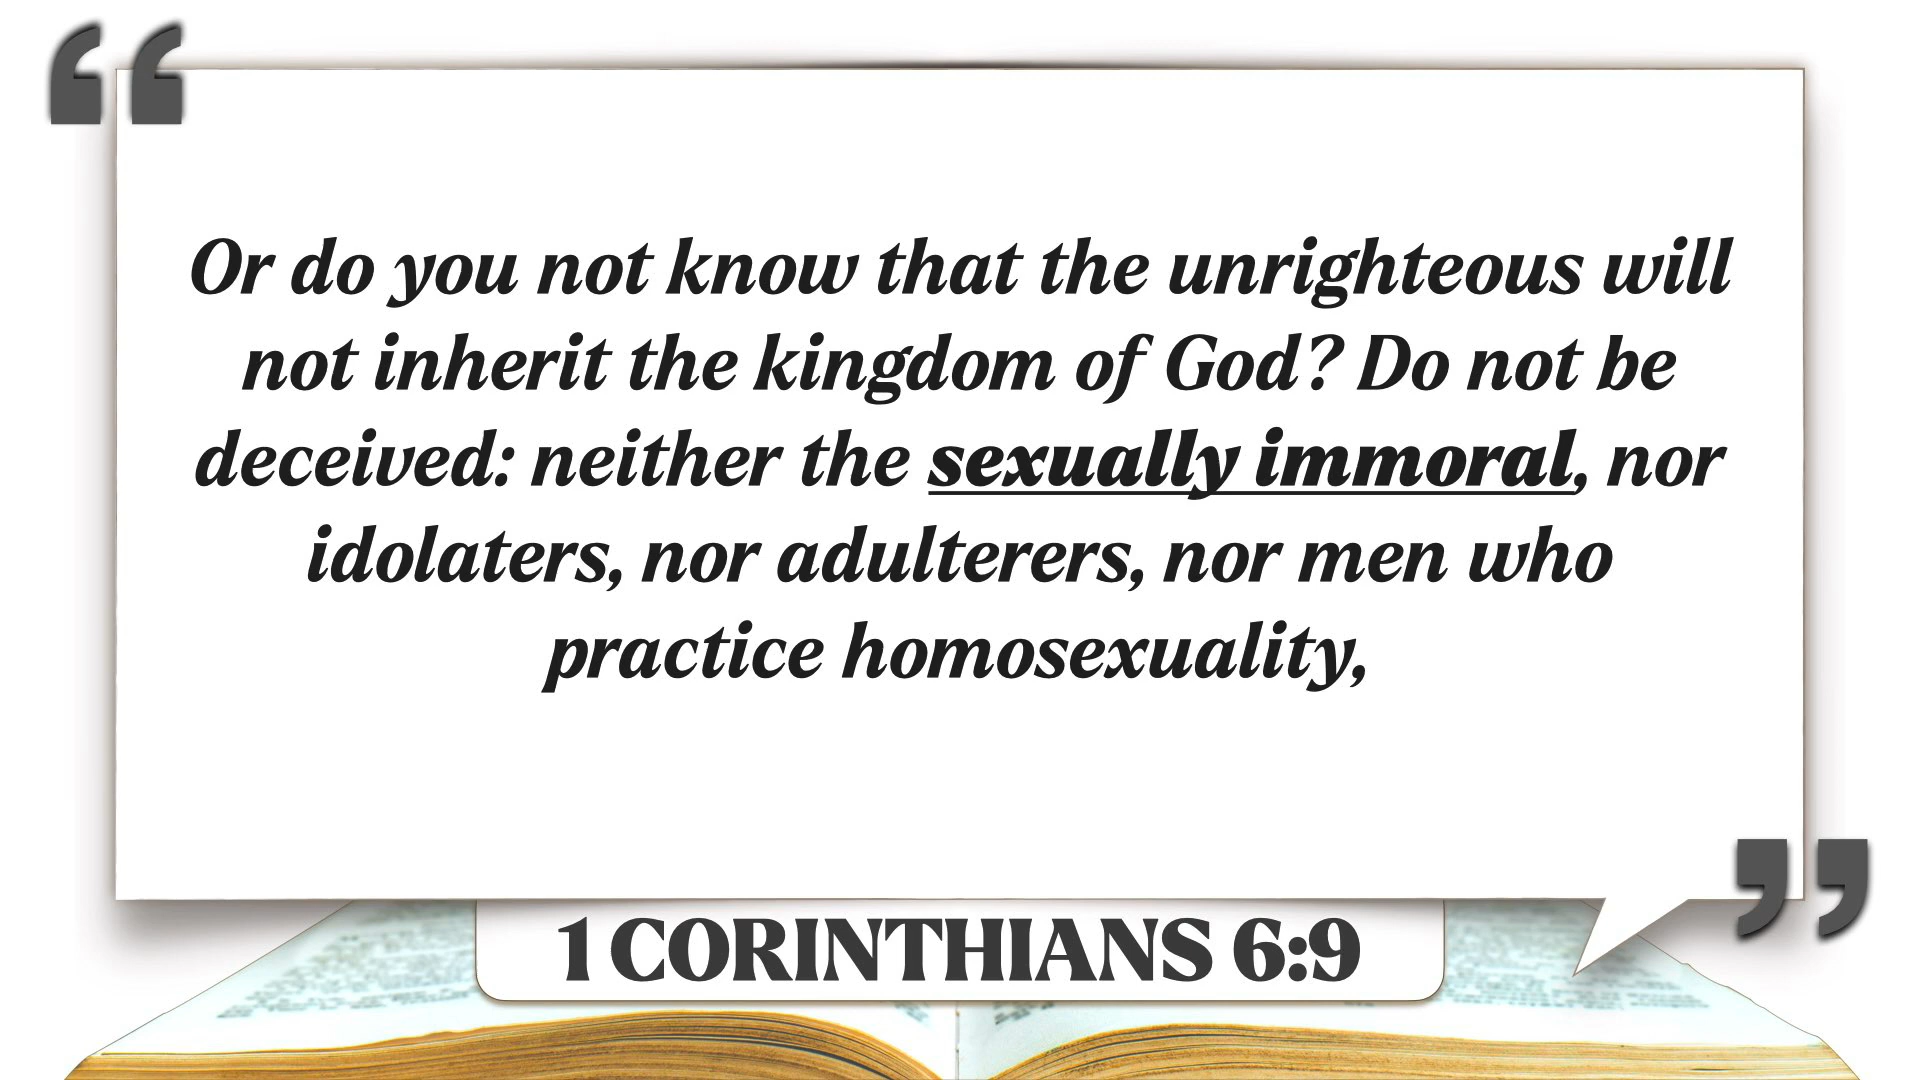 Or do you not know that the unrighteous will
not inherit the kingdom of God? Do not be
deceived: neither the sexually immoral, nor
idolaters, nor adulterers, nor men who
practice homosexuality,
1 CORINTHIANS 6:9